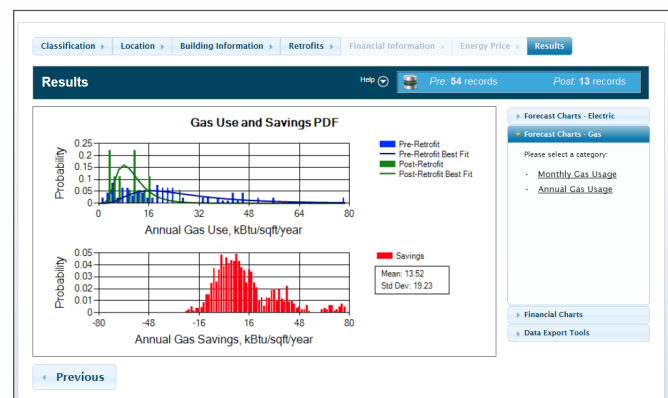 Classification Location Building Information Retrofits Financial Information Energy Price Results
Results Help Pre: 54 records Post: 13 records
Gas Use and Savings PDF
Probability
0.25
0.2
0.15
0.1
0.05
0
0 16 32 48 64 80
Annual Gas Use, kBtu/sqft/year
Pre-Retrofit
Pre-Retrofit Best Fit
Post-Retrofit
Post-Retrofit Best Fit
Probability
0.05
0.04
0.03
0.02
0.01
0
-80 -48 -16 16 48 80
Annual Gas Savings, kBtu/sqft/year
Savings
Mean: 13.52
Std Dev: 19.23
Forecast Charts - Electric
Forecast Charts - Gas
Please select a category:
Monthly Gas Usage
Annual Gas Usage
Financial Charts
Data Export Tools
Previous